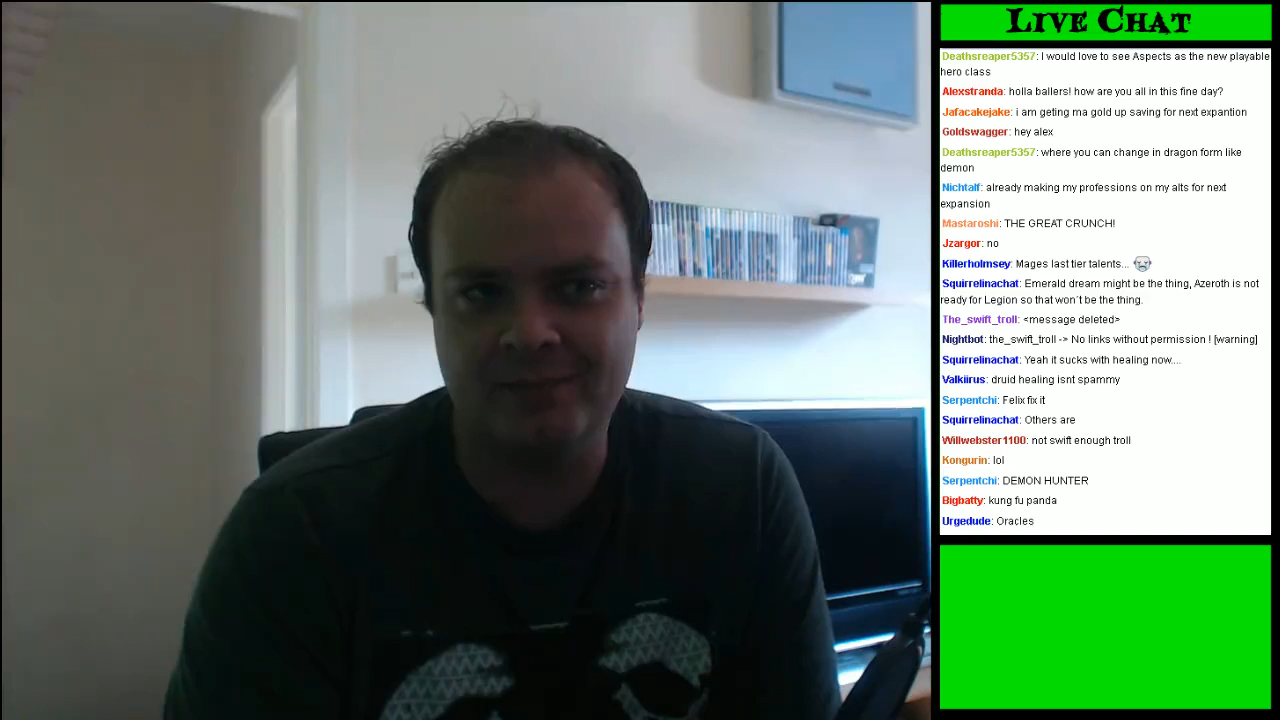 Live Chat
Deathsreaper5357: I would love to see Aspects as the new playable
hero class
Alexstranda: holla ballers! how are you all in this fine day?
Jafacakejake: i am geting ma gold up saving for next expantion
Goldswagger: hey alex
Deathsreaper5357: where you can change in dragon form like
demon
Nichtalf: already making my professions on my alts for next
expansion
Mastaroshi: THE GREAT CRUNCH!
Jzargor: no
Killerholmsey: Mages last tier talents...
Squirrelinachat: Emerald dream might be the thing, Azeroth is not
ready for Legion so that won´t be the thing.
The_swift_troll: <message deleted>
Nightbot: the_swift_troll -> No links without permission ! [warning]
Squirrelinachat: Yeah it sucks with healing now....
Valkiirus: druid healing isnt spammy
Serpentchi: Felix fix it
Squirrelinachat: Others are
Willwebster1100: not swift enough troll
Kongurin: lol
Serpentchi: DEMON HUNTER
Bigbatty: kung fu panda
Urgedude: Oracles